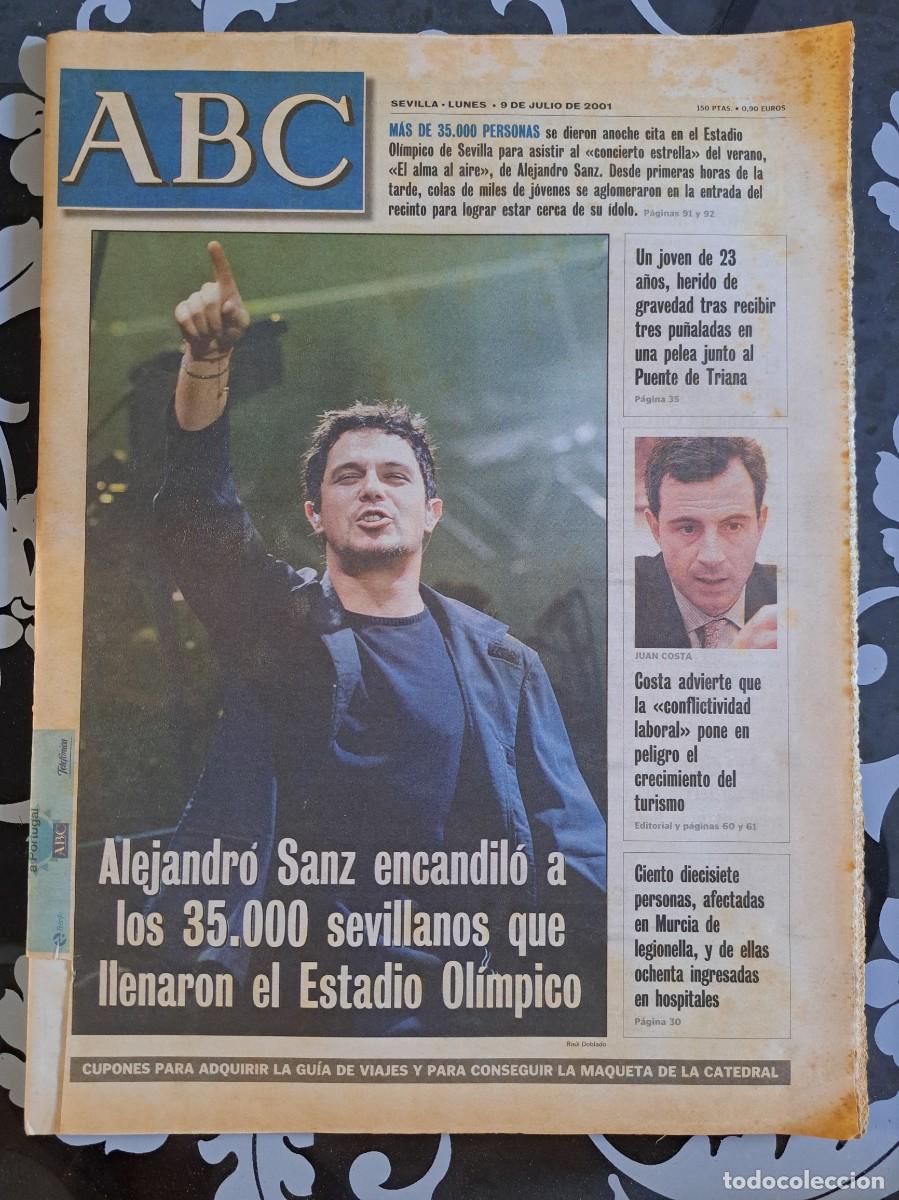 ABC
SEVILLA • LUNES • 9 DE JULIO DE 2001
150 PTAS. • 0,90 EUROS
MÁS DE 35.000 PERSONAS se dieron anoche cita en el Estadio
Olímpico de Sevilla para asistir al «concierto estrella» del verano,
«El alma al aire», de Alejandro Sanz. Desde primeras horas de la
tarde, colas de miles de jóvenes se aglomeraron en la entrada del
recinto para lograr estar cerca de su ídolo. Páginas 91 y 92
Un joven de 23
años, herido de
gravedad tras recibir
tres puñaladas en
una pelea junto al
Puente de Triana
Página 35
JUAN COSTA
Costa advierte que
la «conflictividad
laboral» pone en
peligro el
crecimiento del
turismo
Editorial y páginas 60 y 61
Ciento diecisiete
personas, afectadas
en Murcia de
legionella, y de ellas
ochenta ingresadas
en hospitales
Página 30
Alejandro Sanz encandiló a
los 35.000 sevillanos que
llenaron el Estadio Olímpico
Raúl Doblado
CUPONES PARA ADQUIRIR LA GUÍA DE VIAJES Y PARA CONSEGUIR LA MAQUETA DE LA CATEDRAL
Telefónica
a Portugal
ABC
todocoleccion